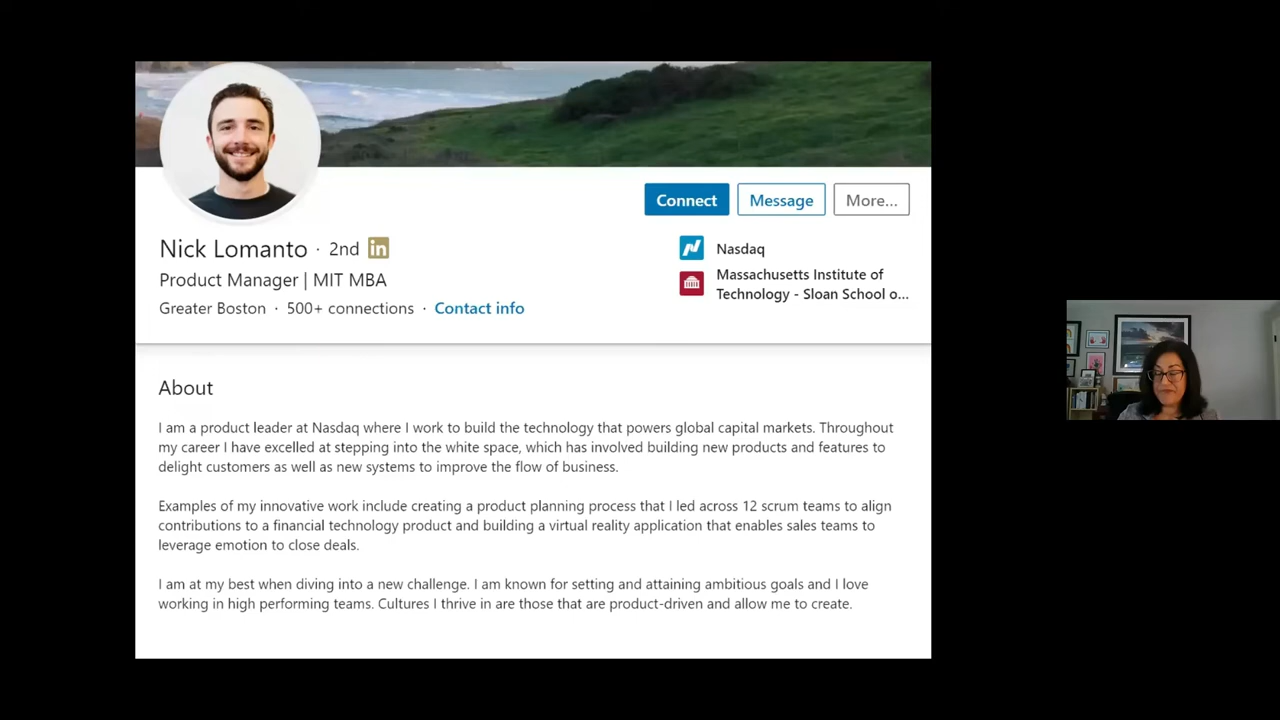 Nick Lomanto · 2nd in
Product Manager | MIT MBA
Greater Boston · 500+ connections · Contact info
Connect
Message
More...
Nasdaq
Massachusetts Institute of
Technology - Sloan School o...
About
I am a product leader at Nasdaq where I work to build the technology that powers global capital markets. Throughout
my career I have excelled at stepping into the white space, which has involved building new products and features to
delight customers as well as new systems to improve the flow of business.
Examples of my innovative work include creating a product planning process that I led across 12 scrum teams to align
contributions to a financial technology product and building a virtual reality application that enables sales teams to
leverage emotion to close deals.
I am at my best when diving into a new challenge. I am known for setting and attaining ambitious goals and I love
working in high performing teams. Cultures I thrive in are those that are product-driven and allow me to create.